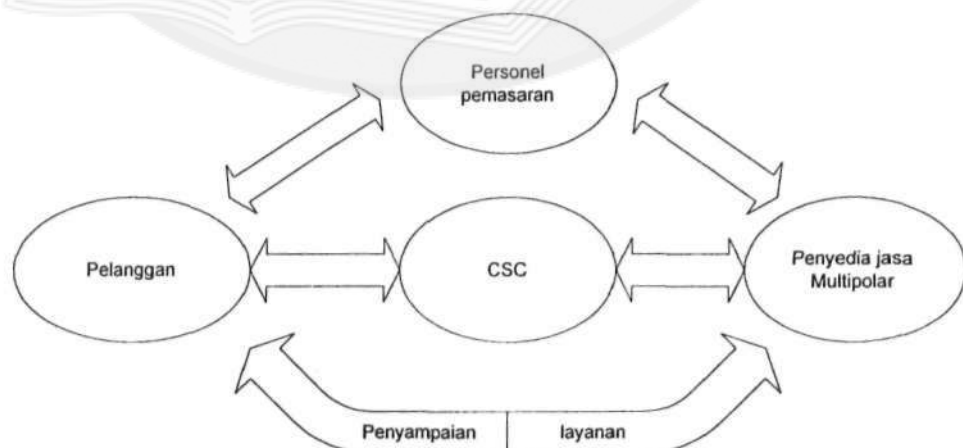 Personel
pemasaran
Pelanggan
CSC
Penyedia jasa
Multipolar
Penyampaian layanan